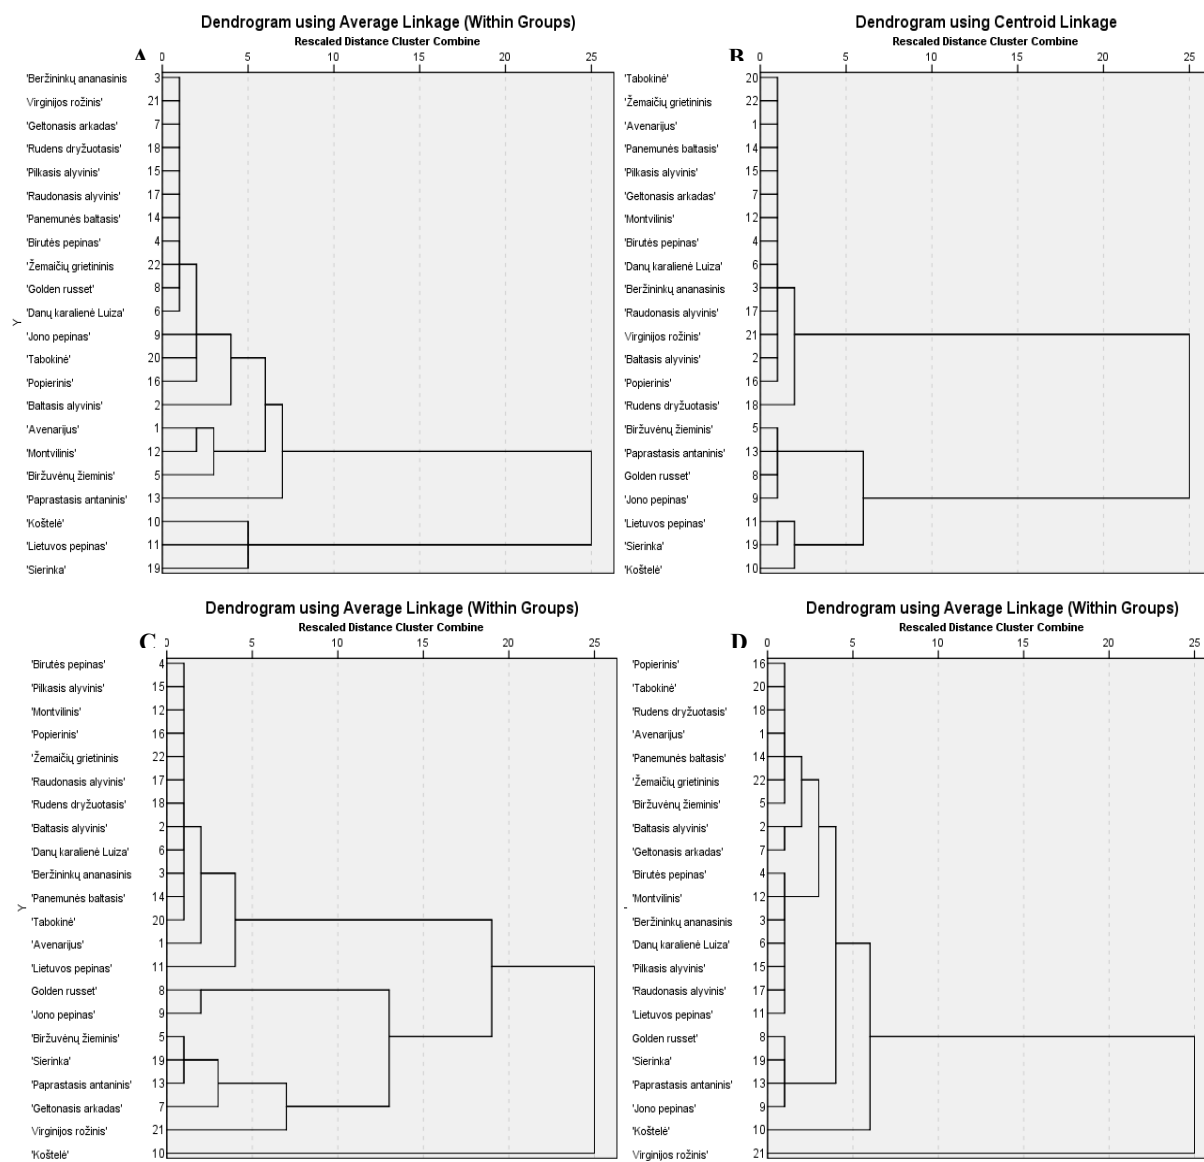 Dendrogram using Average Linkage (Within Groups)
Rescaled Distance Cluster Combine
A 0 5 10 15 20 25
'Beržininkų ananasinis 3
Virginijos rožinis' 21
'Geltonasis arkadas' 7
'Rudens dryžuotasis' 18
'Pilkasis alyvinis' 15
'Raudonasis alyvinis' 17
'Panemunės baltasis' 14
'Birutės pepinas' 4
'Žemaičių grietininis 22
'Golden russet' 8
'Danų karalienė Luiza' 6
'Jono pepinas' 9
'Tabokinė' 20
'Popierinis' 16
'Baltasis alyvinis' 2
'Avenarijus' 1
'Montvilinis' 12
'Biržuvėnų žieminis' 5
'Paprastasis antaninis' 13
'Koštelė' 10
'Lietuvos pepinas' 11
'Sierinka' 19
Y
Dendrogram using Centroid Linkage
Rescaled Distance Cluster Combine
B 0 5 10 15 20 25
'Tabokinė' 20
'Žemaičių grietininis 22
'Avenarijus' 1
'Panemunės baltasis' 14
'Pilkasis alyvinis' 15
'Geltonasis arkadas' 7
'Montvilinis' 12
'Birutės pepinas' 4
'Danų karalienė Luiza' 6
'Beržininkų ananasinis 3
'Raudonasis alyvinis' 17
Virginijos rožinis' 21
'Baltasis alyvinis' 2
'Popierinis' 16
'Rudens dryžuotasis' 18
'Biržuvėnų žieminis' 5
'Paprastasis antaninis' 13
Golden russet' 8
'Jono pepinas' 9
'Lietuvos pepinas' 11
'Sierinka' 19
'Koštelė' 10
Dendrogram using Average Linkage (Within Groups)
Rescaled Distance Cluster Combine
C 0 5 10 15 20 25
'Birutės pepinas' 4
'Pilkasis alyvinis' 15
'Montvilinis' 12
'Popierinis' 16
'Žemaičių grietininis 22
'Raudonasis alyvinis' 17
'Rudens dryžuotasis' 18
'Baltasis alyvinis' 2
'Danų karalienė Luiza' 6
'Beržininkų ananasinis 3
'Panemunės baltasis' 14
'Tabokinė' 20
'Avenarijus' 1
'Lietuvos pepinas' 11
Golden russet' 8
'Jono pepinas' 9
'Biržuvėnų žieminis' 5
'Sierinka' 19
'Paprastasis antaninis' 13
'Geltonasis arkadas' 7
Virginijos rožinis' 21
'Koštelė' 10
Y
Dendrogram using Average Linkage (Within Groups)
Rescaled Distance Cluster Combine
D 0 5 10 15 20 25
'Popierinis' 16
'Tabokinė' 20
'Rudens dryžuotasis' 18
'Avenarijus' 1
'Panemunės baltasis' 14
'Žemaičių grietininis 22
'Biržuvėnų žieminis' 5
'Baltasis alyvinis' 2
'Geltonasis arkadas' 7
'Birutės pepinas' 4
'Montvilinis' 12
'Beržininkų ananasinis 3
'Danų karalienė Luiza' 6
'Pilkasis alyvinis' 15
'Raudonasis alyvinis' 17
'Lietuvos pepinas' 11
Golden russet' 8
'Sierinka' 19
'Paprastasis antaninis' 13
'Jono pepinas' 9
'Koštelė' 10
Virginijos rožinis' 21